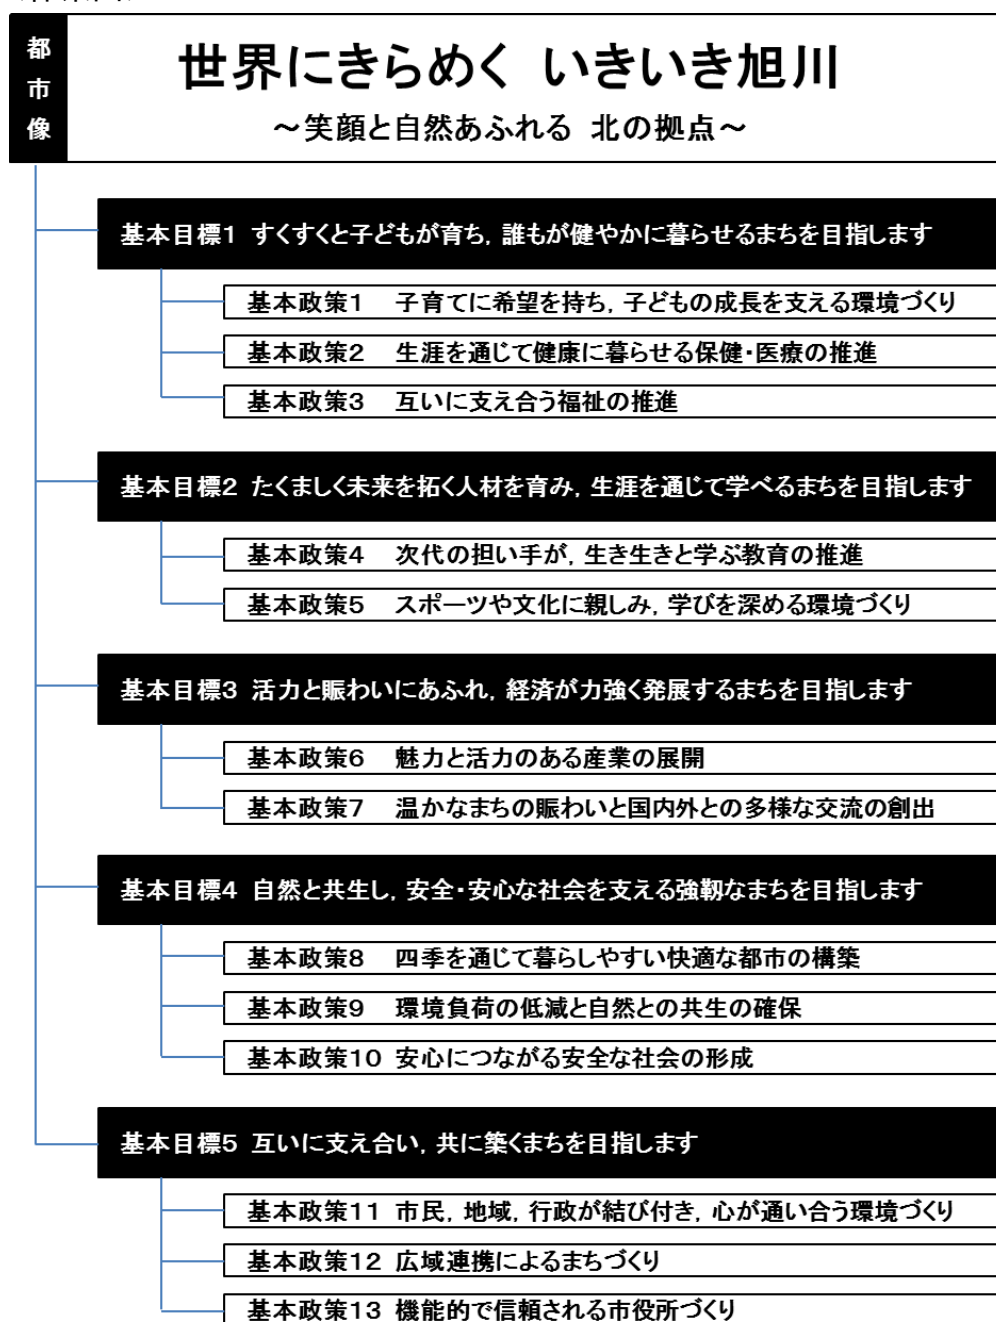 都市像
世界にきらめく いきいき旭川
～笑顔と自然あふれる 北の拠点～
基本目標1 すくすくと子どもが育ち，誰もが健やかに暮らせるまちを目指します
基本政策1 子育てに希望を持ち，子どもの成長を支える環境づくり
基本政策2 生涯を通じて健康に暮らせる保健・医療の推進
基本政策3 互いに支え合う福祉の推進
基本目標2 たくましく未来を拓く人材を育み，生涯を通じて学べるまちを目指します
基本政策4 次代の担い手が，生き生きと学ぶ教育の推進
基本政策5 スポーツや文化に親しみ，学びを深める環境づくり
基本目標3 活力と賑わいにあふれ，経済が力強く発展するまちを目指します
基本政策6 魅力と活力のある産業の展開
基本政策7 温かなまちの賑わいと国内外との多様な交流の創出
基本目標4 自然と共生し，安全・安心な社会を支える強靭なまちを目指します
基本政策8 四季を通じて暮らしやすい快適な都市の構築
基本政策9 環境負荷の低減と自然との共生の確保
基本政策10 安心につながる安全な社会の形成
基本目標5 互いに支え合い，共に築くまちを目指します
基本政策11 市民，地域，行政が結び付き，心が通い合う環境づくり
基本政策12 広域連携によるまちづくり
基本政策13 機能的で信頼される市役所づくり